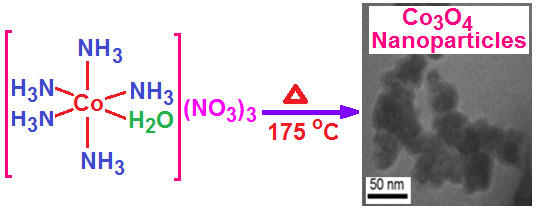 NH3
H3N
NH3
Co
H3N
H2O
NH3
(NO3)3
Δ
175 °C
Co3O4
Nanoparticles
50 nm